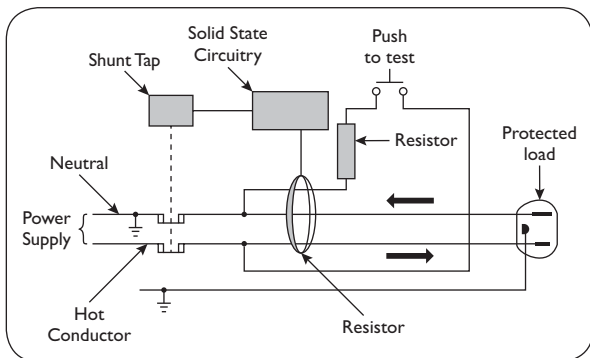 Solid State
Circuitry
Push
to test
Shunt Tap
Resistor
Protected
load
Neutral
Power
Supply
Hot
Conductor
Resistor